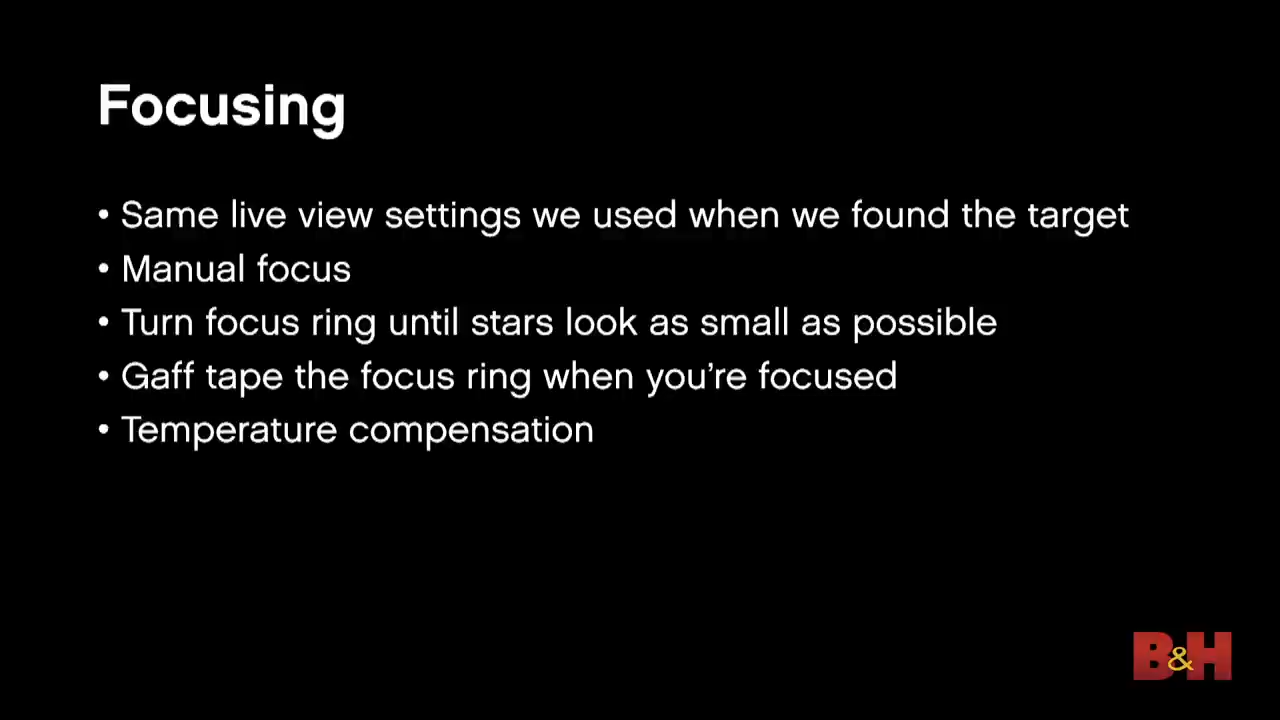 Focusing
• Same live view settings we used when we found the target
• Manual focus
• Turn focus ring until stars look as small as possible
• Gaff tape the focus ring when you’re focused
• Temperature compensation
B&H